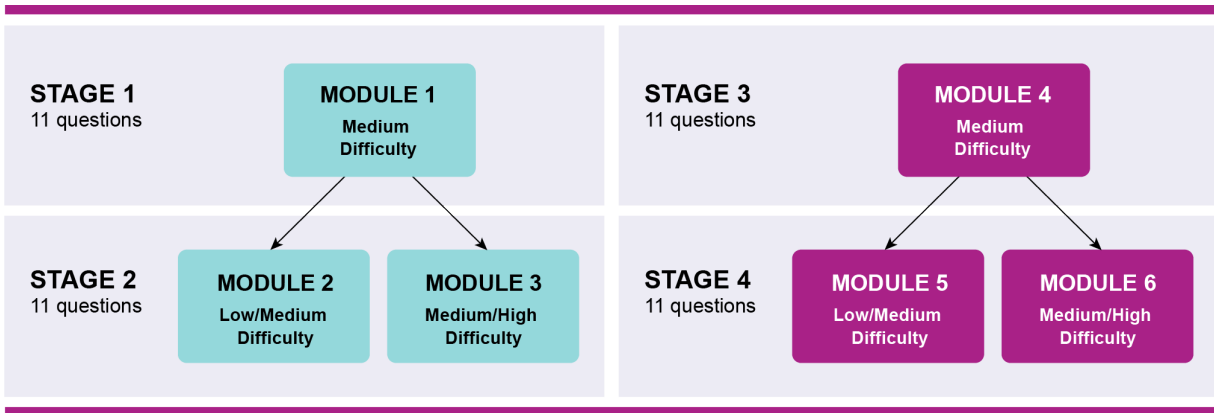 STAGE 1
11 questions
MODULE 1
Medium
Difficulty
STAGE 2
11 questions
MODULE 2
Low/Medium
Difficulty
MODULE 3
Medium/High
Difficulty
STAGE 3
11 questions
MODULE 4
Medium
Difficulty
STAGE 4
11 questions
MODULE 5
Low/Medium
Difficulty
MODULE 6
Medium/High
Difficulty